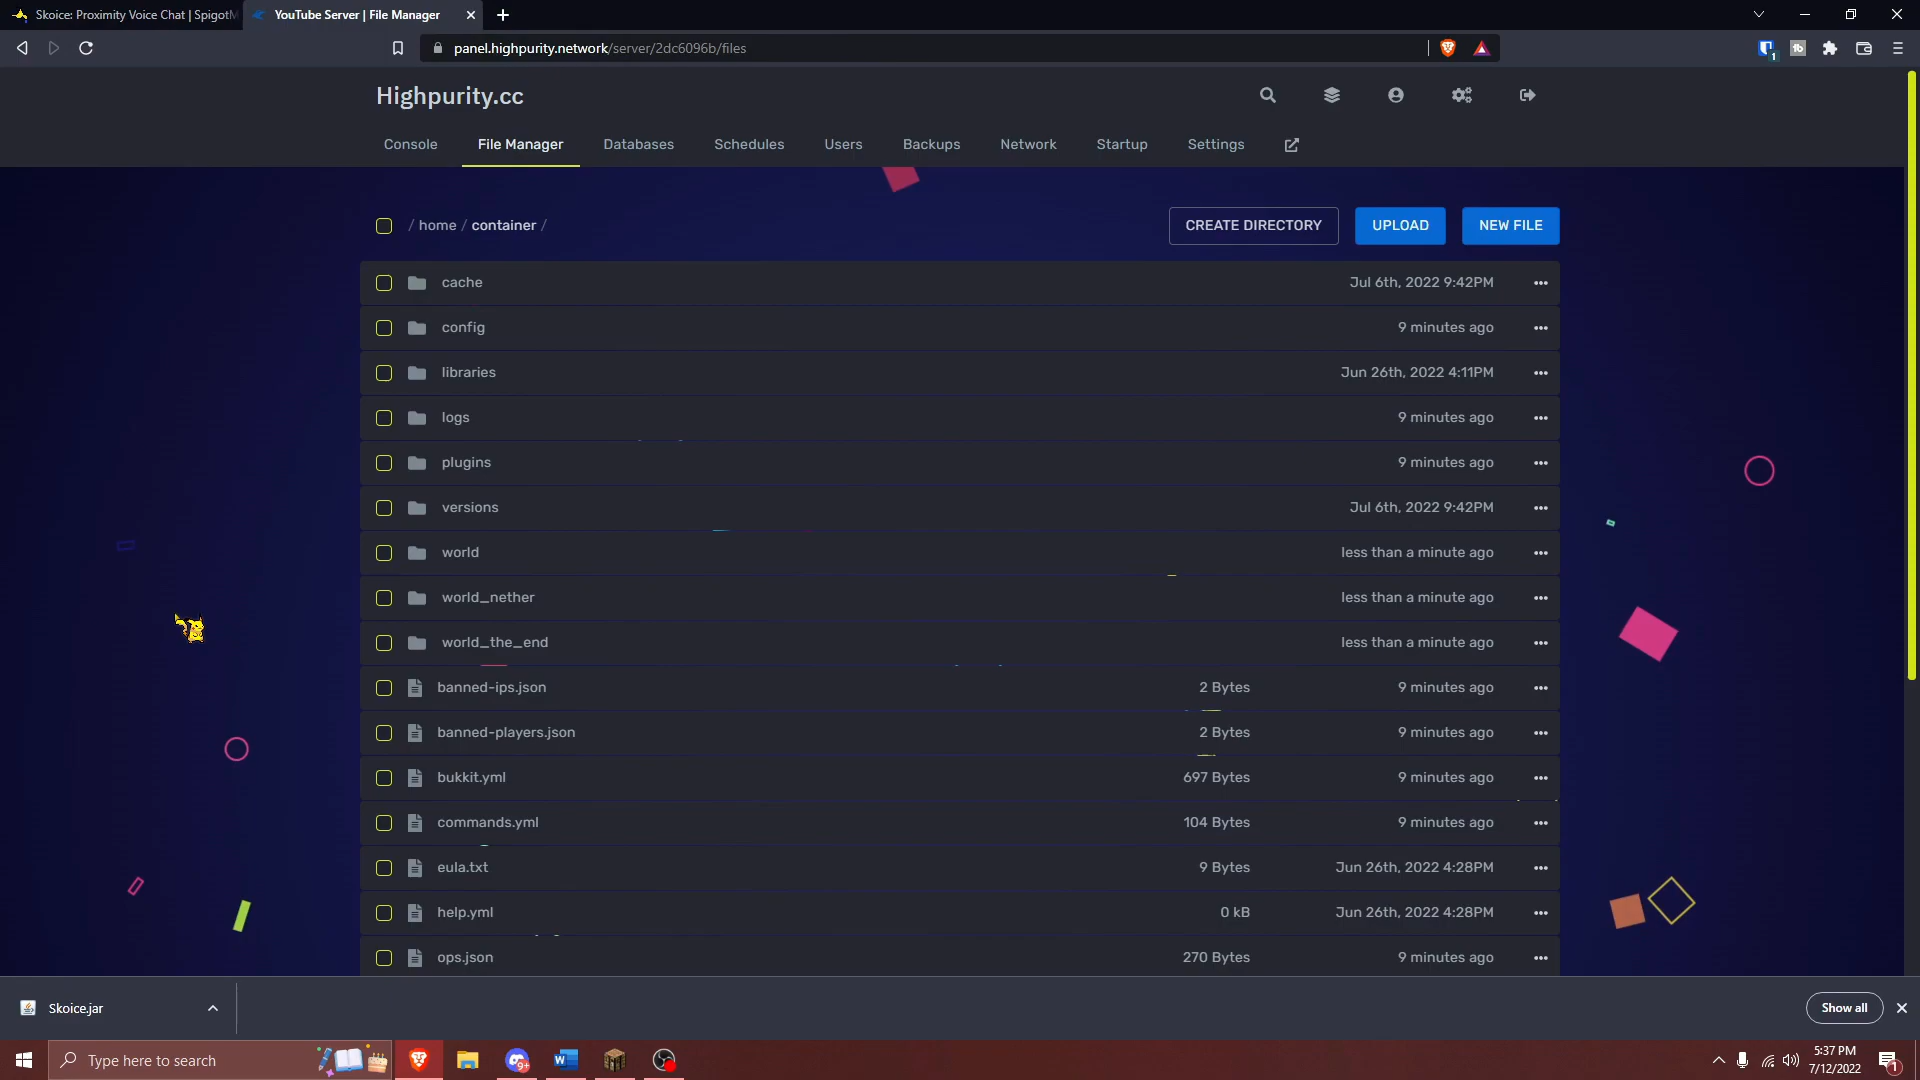 Skoice: Proximity Voice Chat | SpigotM
YouTube Server | File Manager
panel.highpurity.network/server/2dc6096b/files
1
Highpurity.cc
Console
File Manager
Databases
Schedules
Users
Backups
Network
Startup
Settings
/ home / container /
CREATE DIRECTORY
UPLOAD
NEW FILE
cache Jul 6th, 2022 9:42PM
config 9 minutes ago
libraries Jun 26th, 2022 4:11PM
logs 9 minutes ago
plugins 9 minutes ago
versions Jul 6th, 2022 9:42PM
world less than a minute ago
world_nether less than a minute ago
world_the_end less than a minute ago
banned-ips.json 2 Bytes 9 minutes ago
banned-players.json 2 Bytes 9 minutes ago
bukkit.yml 697 Bytes 9 minutes ago
commands.yml 104 Bytes 9 minutes ago
eula.txt 9 Bytes Jun 26th, 2022 4:28PM
help.yml 0 kB Jun 26th, 2022 4:28PM
ops.json 270 Bytes 9 minutes ago
Skoice.jar
Show all
Type here to search
9+
W
5:37 PM
7/12/2022
1